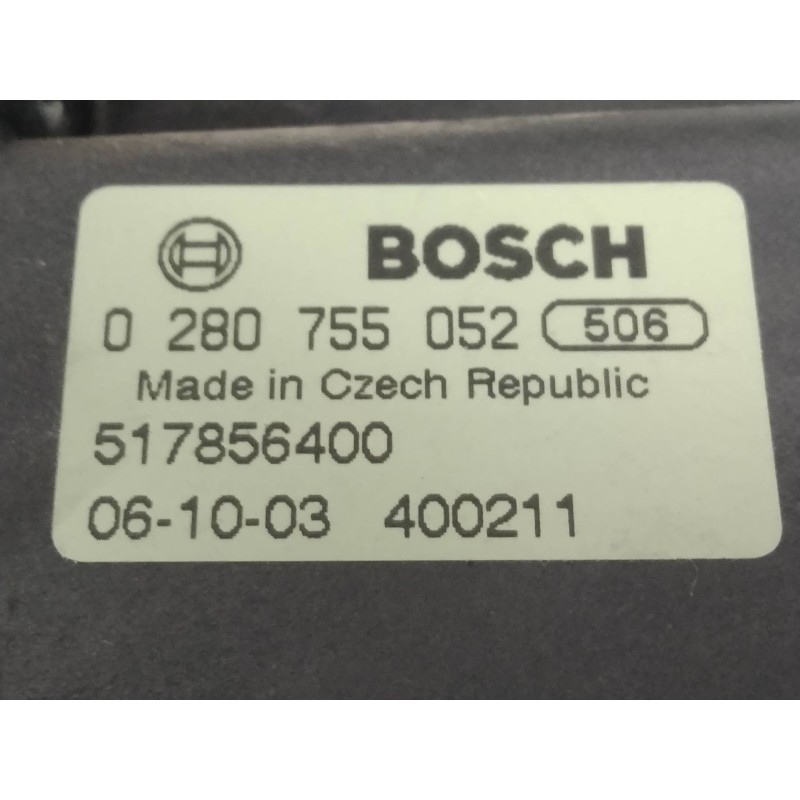 BOSCH
0 280 755 052 506
Made in Czech Republic
517856400
06-10-03 400211